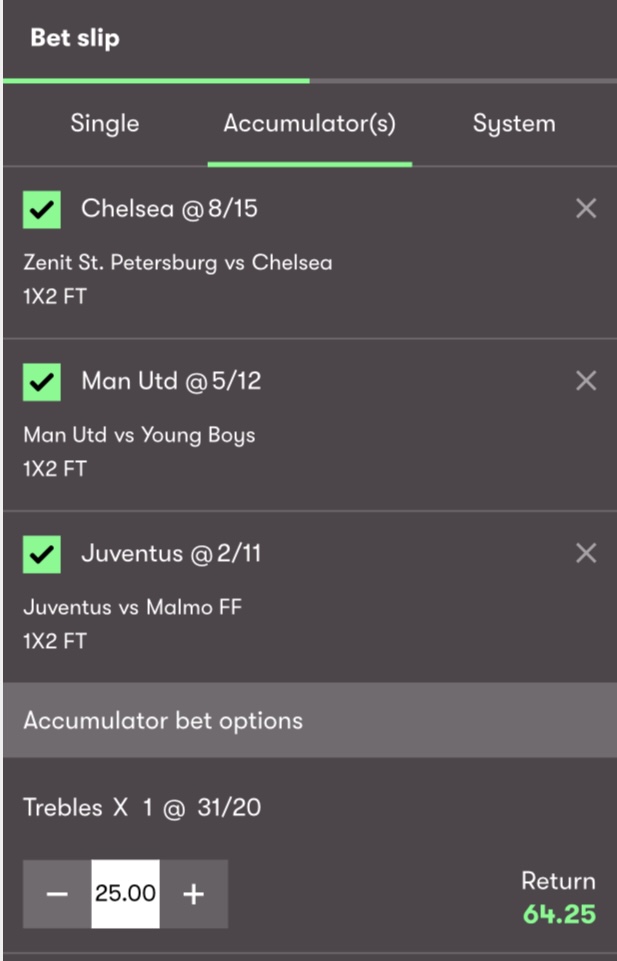 Bet slip
Single Accumulator(s) System
Chelsea @ 8/15
Zenit St. Petersburg vs Chelsea
1X2 FT
Man Utd @ 5/12
Man Utd vs Young Boys
1X2 FT
Juventus @ 2/11
Juventus vs Malmo FF
1X2 FT
Accumulator bet options
Trebles X 1 @ 31/20
Return
− 25.00 +
64.25